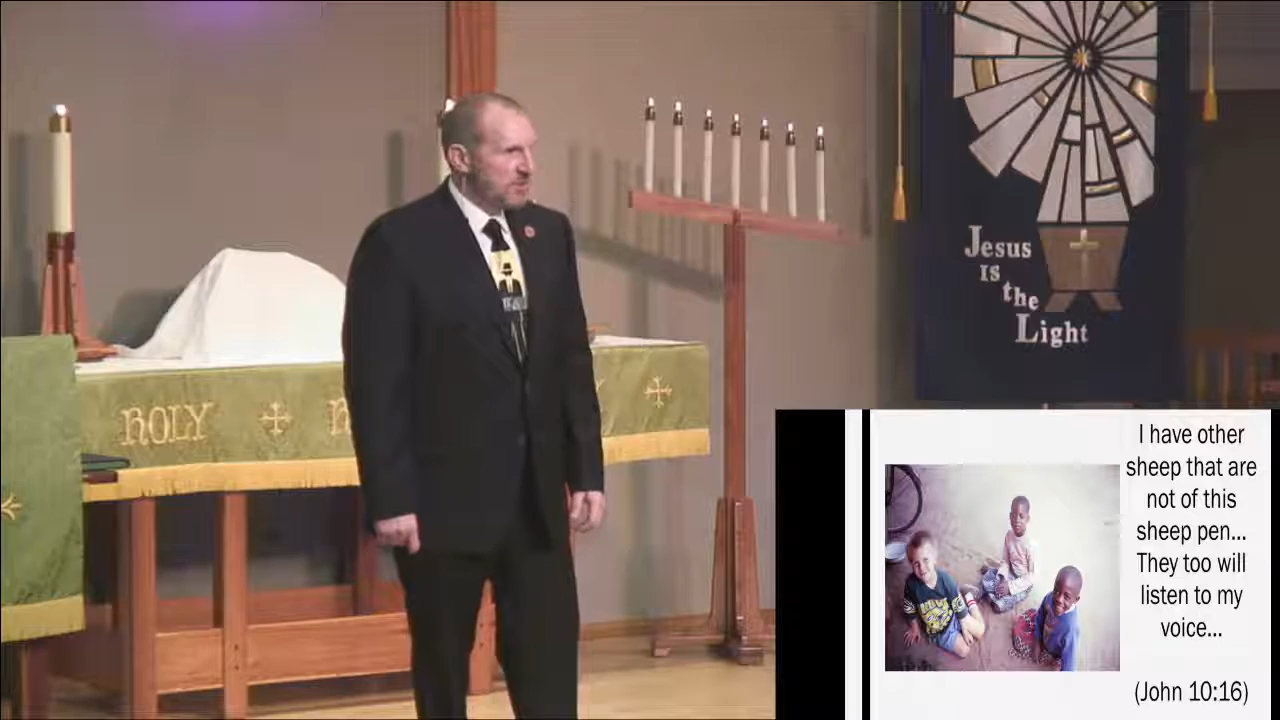 HOLY
Jesus
is
the
Light
I have other
sheep that are
not of this
sheep pen...
They too will
listen to my
voice...
(John 10:16)